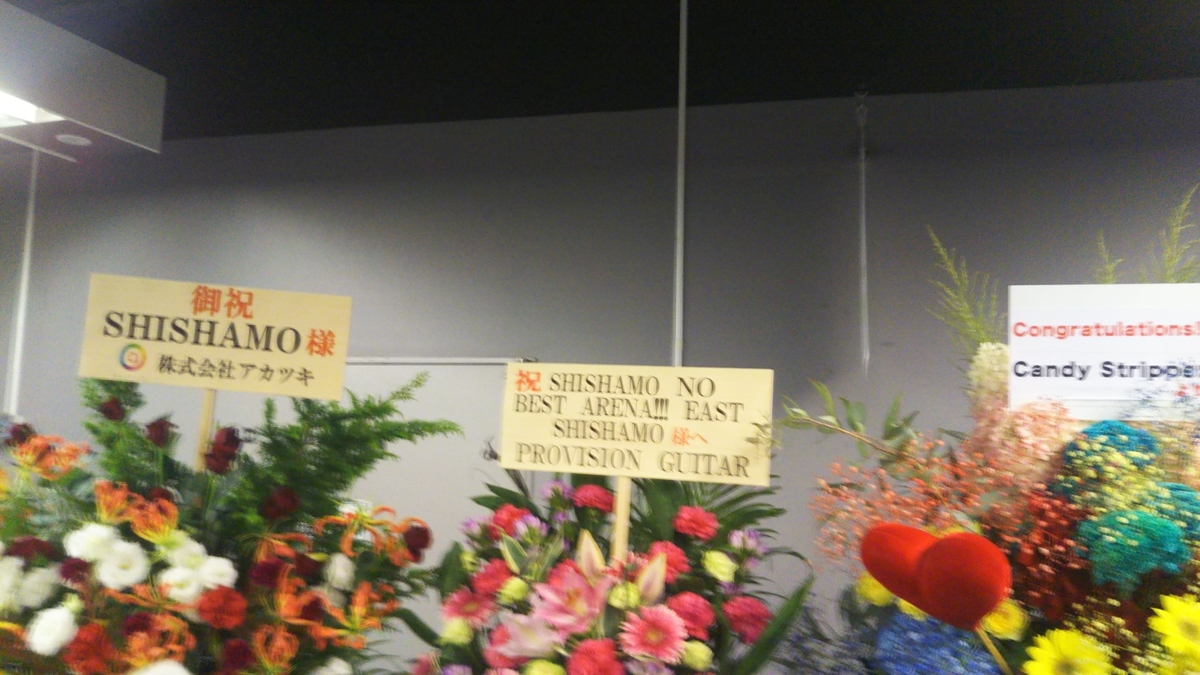 御祝
SHISHAMO様
株式会社アカツキ
祝 SHISHAMO NO
BEST ARENA!!! EAST
SHISHAMO 様へ
PROVISION GUITAR
Congratulations!
Candy Stripper